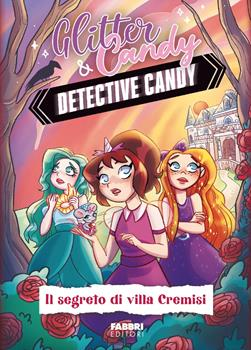 Glitter
& Candy
DETECTIVE CANDY
Il segreto di villa Cremisi
FABBRI
EDITORI